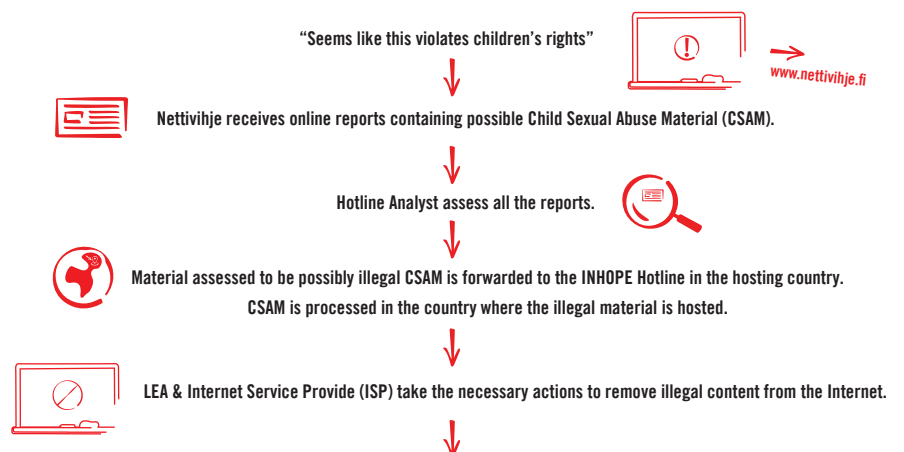 “Seems like this violates children’s rights”
www.nettivihje.fi
Nettivihje receives online reports containing possible Child Sexual Abuse Material (CSAM).
Hotline Analyst assess all the reports.
Material assessed to be possibly illegal CSAM is forwarded to the INHOPE Hotline in the hosting country.
CSAM is processed in the country where the illegal material is hosted.
LEA & Internet Service Provide (ISP) take the necessary actions to remove illegal content from the Internet.